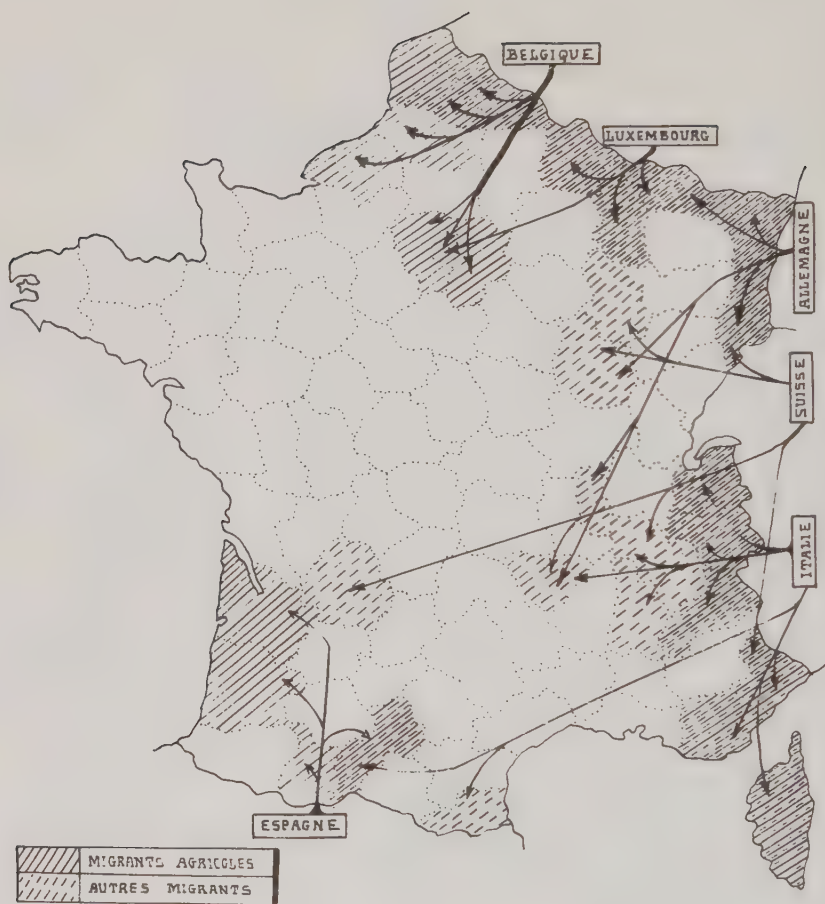 BELGIQUE
LUXEMBOURG
ALLEMAGNE
SUISSE
ITALIE
ESPAGNE
MIGRANTS AGRICOLES
AUTRES MIGRANTS